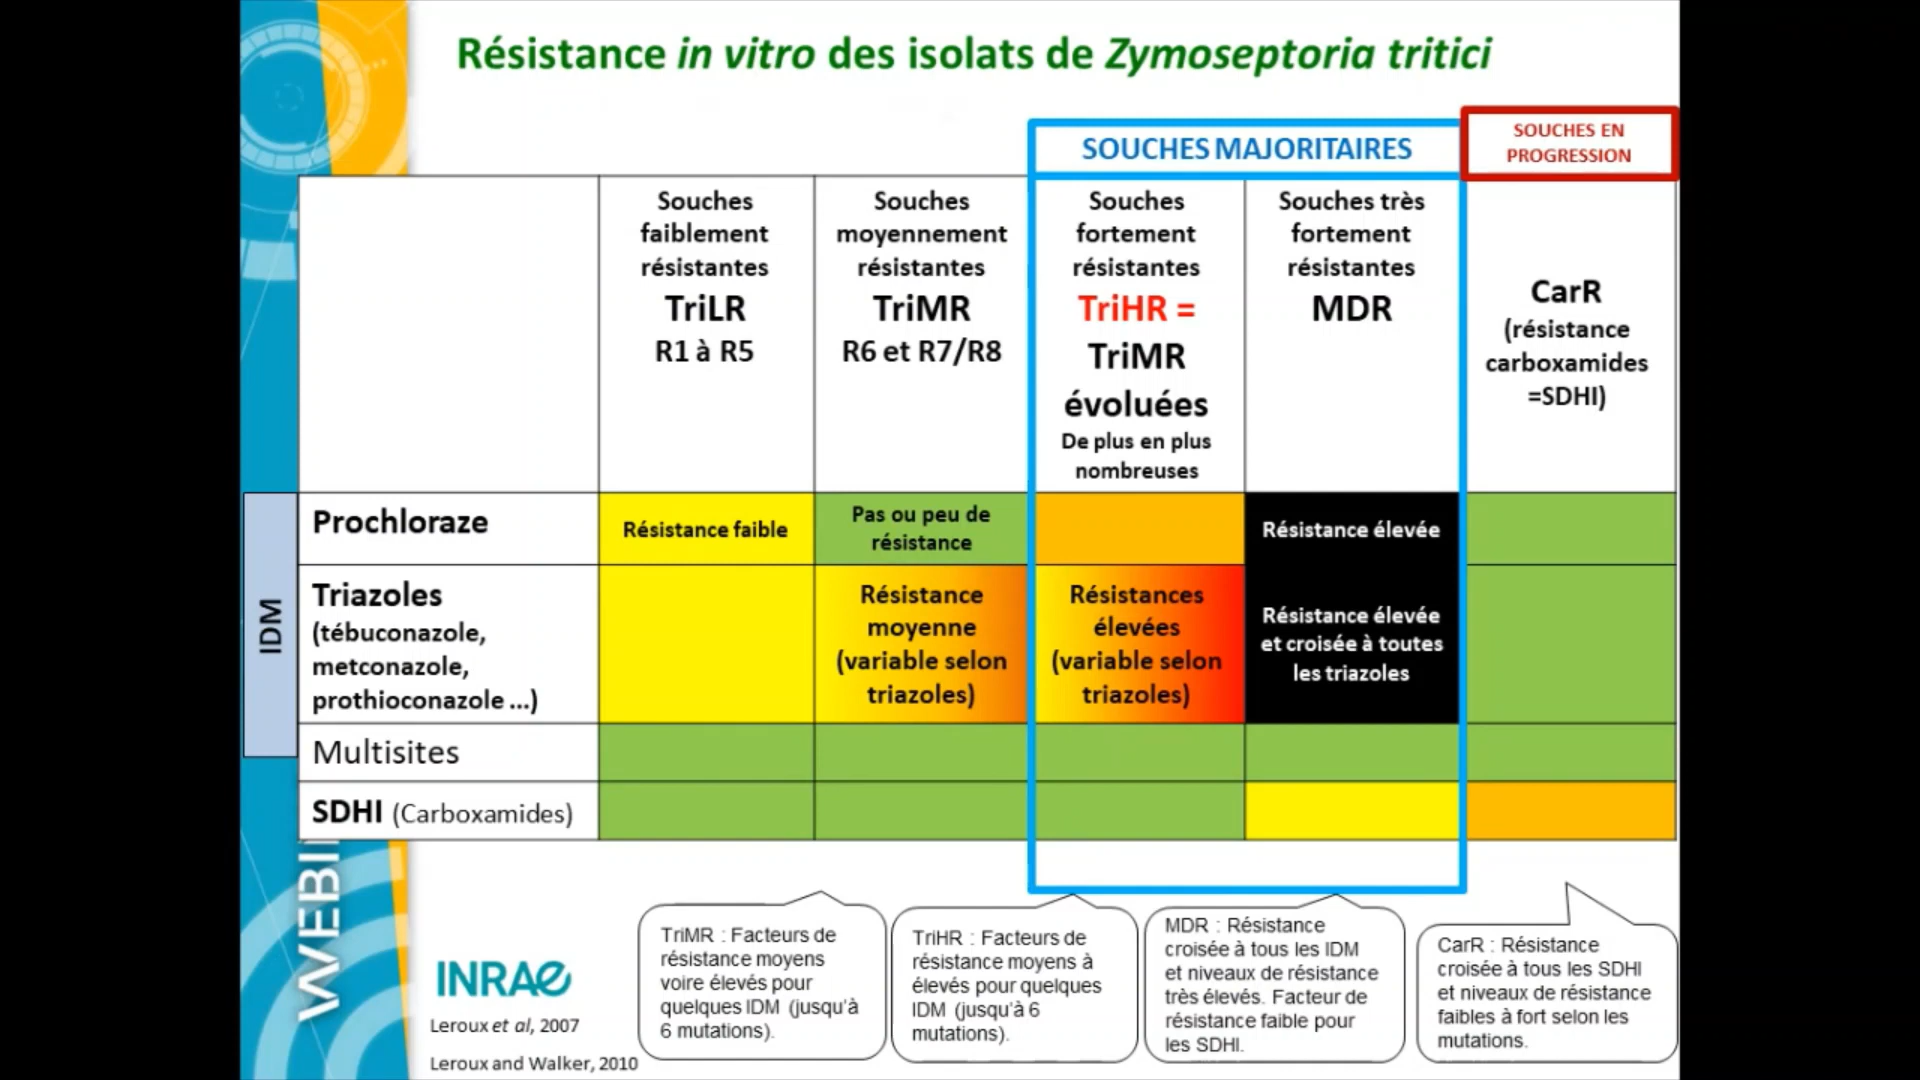 Résistance in vitro des isolats de Zymoseptoria tritici
SOUCHES MAJORITAIRES
SOUCHES EN
PROGRESSION
Souches
faiblement
résistantes
TriLR
R1 à R5
Souches
moyennement
résistantes
TriMR
R6 et R7/R8
Souches
fortement
résistantes
TriHR =
TriMR
évoluées
De plus en plus
nombreuses
Souches très
fortement
résistantes
MDR
CarR
(résistance
carboxamides
=SDHI)
IDM
Prochloraze
Résistance faible
Pas ou peu de
résistance
Résistance élevée
Triazoles
(tébuconazole,
metconazole,
prothioconazole ...)
Résistance
moyenne
(variable selon
triazoles)
Résistances
élevées
(variable selon
triazoles)
Résistance élevée
et croisée à toutes
les triazoles
Multisites
SDHI (Carboxamides)
WEBI
INRAE
Leroux et al, 2007
Leroux and Walker, 2010
TriMR : Facteurs de
résistance moyens
voire élevés pour
quelques IDM (jusqu'à
6 mutations).
TriHR : Facteurs de
résistance moyens à
élevés pour quelques
IDM (jusqu'à 6
mutations).
MDR : Résistance
croisée à tous les IDM
et niveaux de résistance
très élevés. Facteur de
résistance faible pour
les SDHI.
CarR : Résistance
croisée à tous les SDHI
et niveaux de résistance
faibles à fort selon les
mutations.